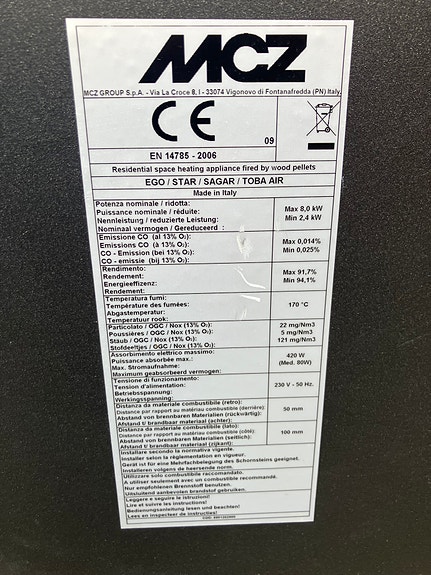 MCZ
MCZ GROUP S.p.A. - Via La Croce 8, I - 33074 Vigonovo di Fontanafredda (PN) Italy
CE
09
EN 14785 - 2006
Residential space heating appliance fired by wood pellets
EGO / STAR / SAGAR / TOBA AIR
Made in Italy
Potenza nominale / ridotta:
Puissance nominale / réduite:
Nennleistung / reduzierte Leistung:
Nominaal vermogen / Gereduceerd :
Max 8,0 kW
Min 2,4 kW
Emissione CO (al 13% O₂):
Emissions CO (à 13% O₂):
CO - Emission (bei 13% O₂):
CO - emissie (bij 13% O₂):
Max 0,014%
Min 0,025%
Rendimento:
Rendement:
Energieeffizenz:
Rendement:
Max 91,7%
Min 94,1%
Temperatura fumi:
Température des fumées:
Abgastemperatur:
Temperatuur rook:
170 °C
Particolato / OGC / Nox (13% O₂):
Poussières / OGC / Nox (13% O₂):
Staub / OGC / Nox (13% O₂):
Stofdeeltjes / OGC / Nox (13% O₂):
22 mg/Nm3
5 mg/Nm3
121 mg/Nm3
Assorbimento elettrico massimo:
Puissance absorbée max.:
Max. Stromaufnahme:
Maximum geabsorbeerd vermogen:
420 W
(Med. 80W)
Tensione di funzionamento:
Tension d'alimentation:
Betriebsspannung:
Werkingsspanning:
230 V - 50 Hz.
Distanza da materiale combustibile (retro):
Distance par rapport au matériau combustible (derrière):
Abstand von brennbaren Materialen (rückwärtig):
Afstand t/ brandbaar materiaal (achter):
50 mm
Distanza da materiale combustibile (lato):
Distance par rapport au matériau combustible (côté):
Abstand von brennbaren Materialien (seitlich):
Afstand t/ brandbaar materiaal (zijkant):
100 mm
Installare secondo la normativa vigente.
Installer selon la règlementation en vigueur.
Gerät ist für eine Mehrfachbelegung des Schornsteins geeignet.
Installeren volgens de heersende norm.
Utilizzare solo combustibile raccomandato.
A utiliser seulement avec un combustible recommandé.
Nur empfohlenen Brennstoff benutzen.
Uitsluitend aanbevolen brandstof gebruiken.
Leggere e seguire le istruzioni!
Lire et suivre les instructions!
Bedienungsanleitung lesen und beachten!
Lees en inspecteer de instructies!